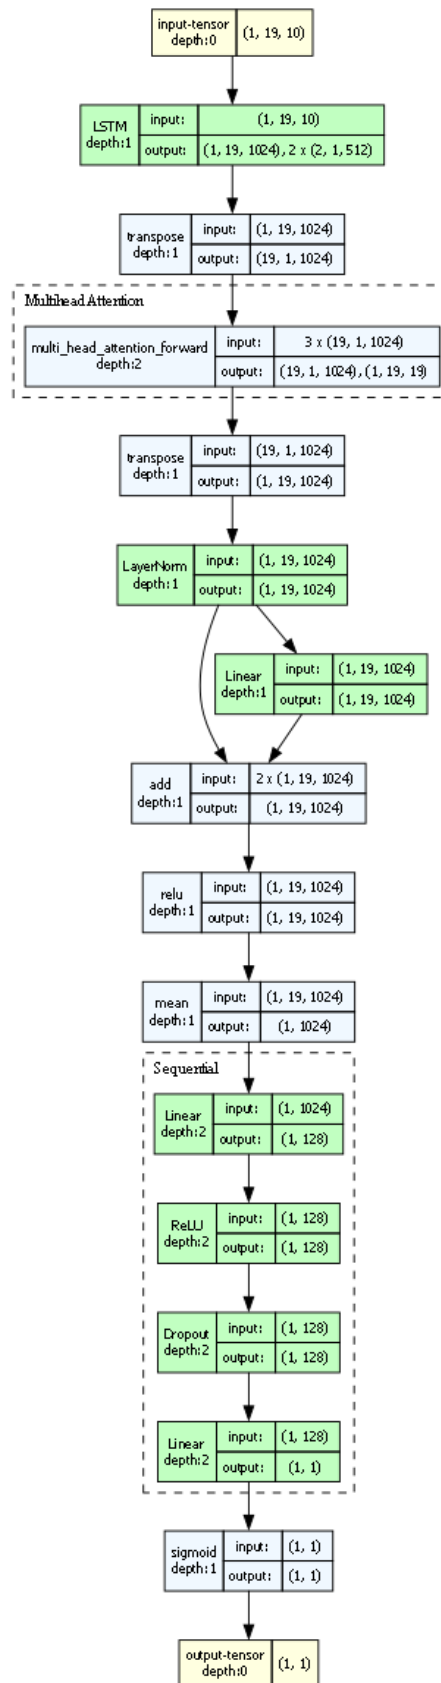 input-tensor
depth:0
(1, 19, 10)
LSTM
depth:1
input:
(1, 19, 10)
output:
(1, 19, 1024), 2 x (2, 1, 512)
transpose
depth:1
input:
(1, 19, 1024)
output:
(19, 1, 1024)
Multihead Attention
multi_head_attention_forward
depth:2
input:
3 x (19, 1, 1024)
output:
(19, 1, 1024), (1, 19, 19)
transpose
depth:1
input:
(19, 1, 1024)
output:
(1, 19, 1024)
LayerNorm
depth:1
input:
(1, 19, 1024)
output:
(1, 19, 1024)
Linear
depth:1
input:
(1, 19, 1024)
output:
(1, 19, 1024)
add
depth:1
input:
2 x (1, 19, 1024)
output:
(1, 19, 1024)
relu
depth:1
input:
(1, 19, 1024)
output:
(1, 19, 1024)
mean
depth:1
input:
(1, 19, 1024)
output:
(1, 1024)
Sequential
Linear
depth:2
input:
(1, 1024)
output:
(1, 128)
ReLU
depth:2
input:
(1, 128)
output:
(1, 128)
Dropout
depth:2
input:
(1, 128)
output:
(1, 128)
Linear
depth:2
input:
(1, 128)
output:
(1, 1)
sigmoid
depth:1
input:
(1, 1)
output:
(1, 1)
output-tensor
depth:0
(1, 1)